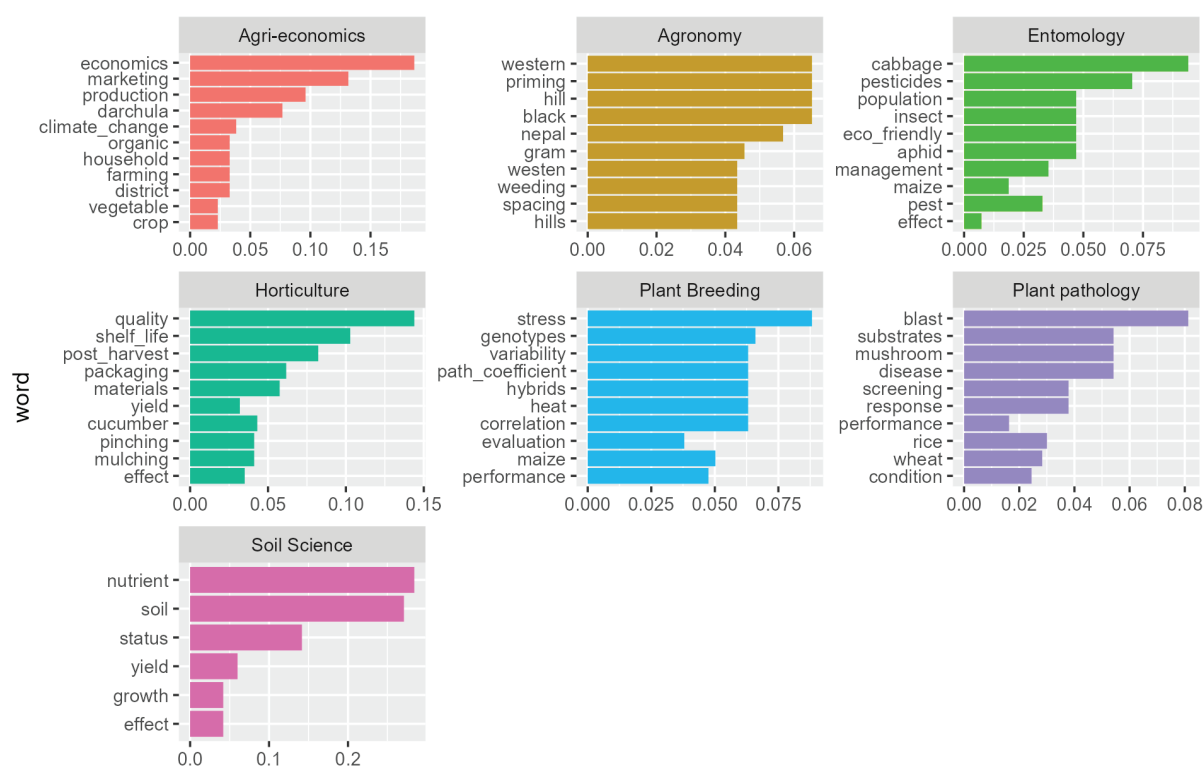 Agri-economics
economics
marketing
production
darchula
climate_change
organic
household
farming
district
vegetable
crop
0.00 0.05 0.10 0.15
Agronomy
western
priming
hill
black
nepal
gram
westen
weeding
spacing
hills
0.00 0.02 0.04 0.06
Entomology
cabbage
pesticides
population
insect
eco_friendly
aphid
management
maize
pest
effect
0.000 0.025 0.050 0.075
word
Horticulture
quality
shelf_life
post_harvest
packaging
materials
yield
cucumber
pinching
mulching
effect
0.00 0.05 0.10 0.15
Plant Breeding
stress
genotypes
variability
path_coefficient
hybrids
heat
correlation
evaluation
maize
performance
0.000 0.025 0.050 0.075
Plant pathology
blast
substrates
mushroom
disease
screening
response
performance
rice
wheat
condition
0.00 0.02 0.04 0.06 0.08
Soil Science
nutrient
soil
status
yield
growth
effect
0.0 0.1 0.2